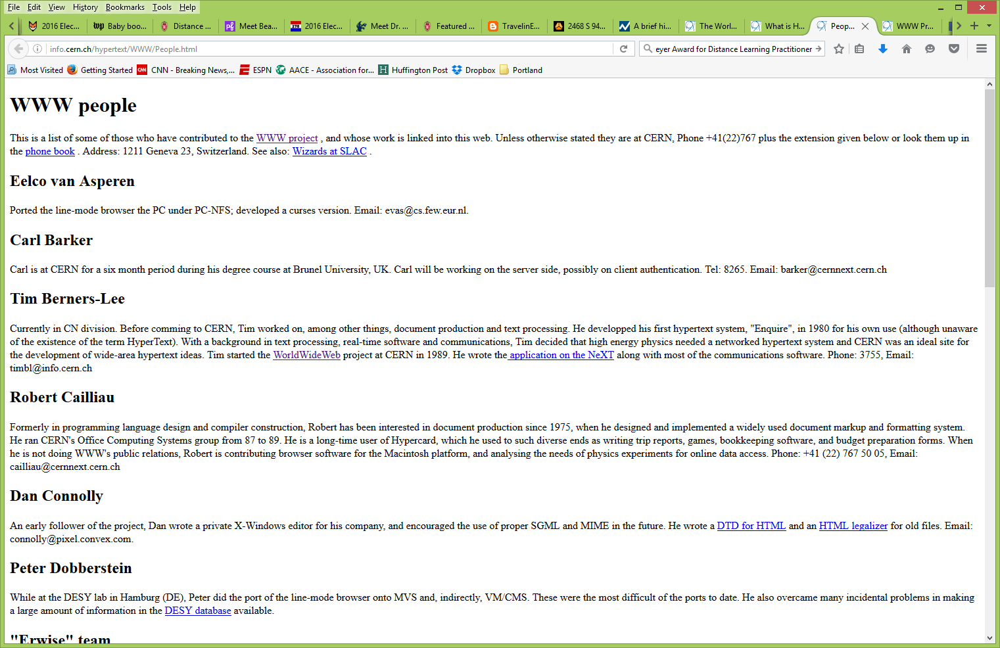 File Edit View History Bookmarks Tools Help
2016 Elec... Baby boo... Distance ... Meet Bea... 2016 Elec... Meet Dr. ... Featured ... TravelinE... 2468 S 94... A brief hi... The Worl... What is H... Peop... WWW Pr...
info.cern.ch/hypertext/WWW/People.html eyer Award for Distance Learning Practitioner
Most Visited Getting Started CNN - Breaking News,... ESPN AACE - Association for... Huffington Post Dropbox Portland
WWW people
This is a list of some of those who have contributed to the WWW project , and whose work is linked into this web. Unless otherwise stated they are at CERN, Phone +41(22)767 plus the extension given below or look them up in
the phone book . Address: 1211 Geneva 23, Switzerland. See also: Wizards at SLAC .
Eelco van Asperen
Ported the line-mode browser the PC under PC-NFS; developed a curses version. Email: evas@cs.few.eur.nl.
Carl Barker
Carl is at CERN for a six month period during his degree course at Brunel University, UK. Carl will be working on the server side, possibly on client authentication. Tel: 8265. Email: barker@cernnext.cern.ch
Tim Berners-Lee
Currently in CN division. Before comming to CERN, Tim worked on, among other things, document production and text processing. He developped his first hypertext system, "Enquire", in 1980 for his own use (although unaware
of the existence of the term HyperText). With a background in text processing, real-time software and communications, Tim decided that high energy physics needed a networked hypertext system and CERN was an ideal site for
the development of wide-area hypertext ideas. Tim started the WorldWideWeb project at CERN in 1989. He wrote the application on the NeXT along with most of the communications software. Phone: 3755, Email:
timbl@info.cern.ch
Robert Cailliau
Formerly in programming language design and compiler construction, Robert has been interested in document production since 1975, when he designed and implemented a widely used document markup and formatting system.
He ran CERN's Office Computing Systems group from 87 to 89. He is a long-time user of Hypercard, which he used to such diverse ends as writing trip reports, games, bookkeeping software, and budget preparation forms. When
he is not doing WWW's public relations, Robert is contributing browser software for the Macintosh platform, and analysing the needs of physics experiments for online data access. Phone: +41 (22) 767 50 05, Email:
cailliau@cernnext.cern.ch
Dan Connolly
An early follower of the project, Dan wrote a private X-Windows editor for his company, and encouraged the use of proper SGML and MIME in the future. He wrote a DTD for HTML and an HTML legalizer for old files. Email:
connolly@pixel.convex.com.
Peter Dobberstein
While at the DESY lab in Hamburg (DE), Peter did the port of the line-mode browser onto MVS and, indirectly, VM/CMS. These were the most difficult of the ports to date. He also overcame many incidental problems in making
a large amount of information in the DESY database available.
"Erwise" team